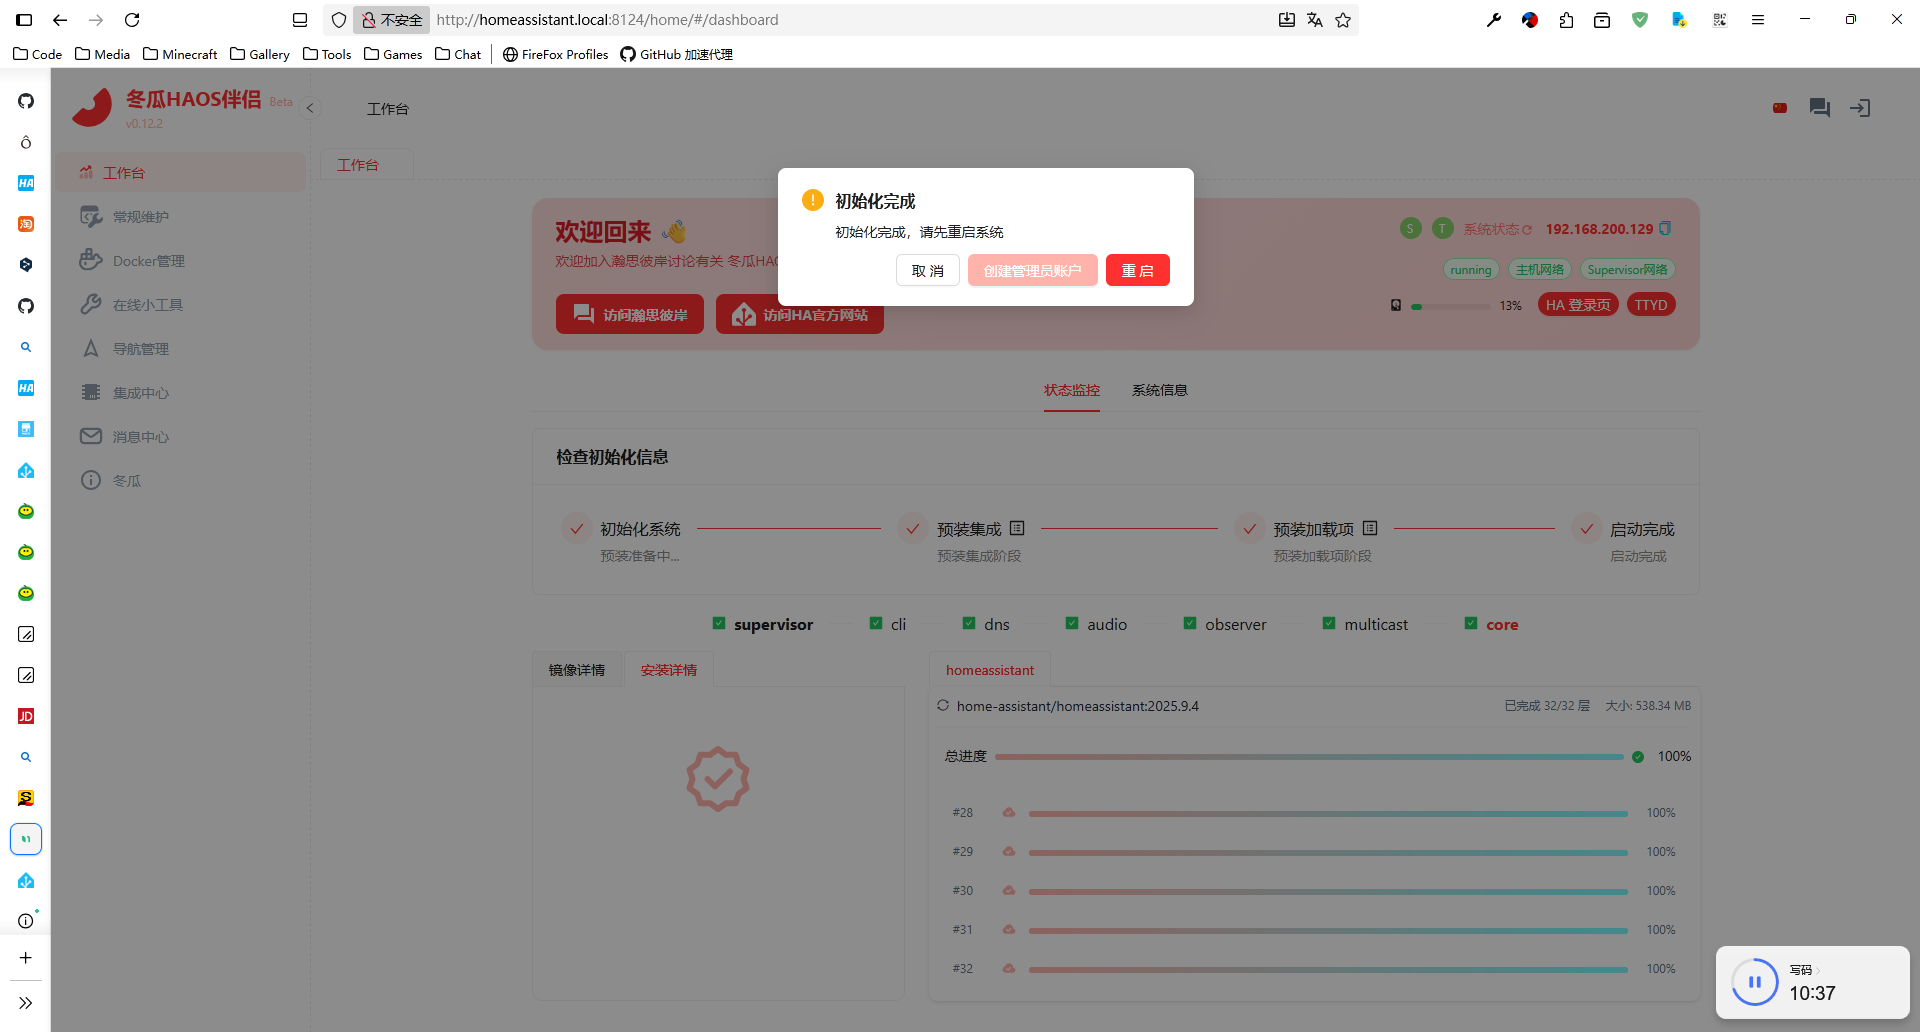 不安全
http://homeassistant.local:8124/home/#/dashboard
Code
Media
Minecraft
Gallery
Tools
Games
Chat
FireFox Profiles
GitHub 加速代理
冬瓜HAOS伴侣 Beta
v0.12.2
工作台
工作台
常规维护
Docker管理
在线小工具
导航管理
集成中心
消息中心
冬瓜
工作台
初始化完成
初始化完成，请先重启系统
取 消
创建管理员账户
重 启
欢迎回来
欢迎加入瀚思彼岸讨论有关 冬瓜HAO
访问瀚思彼岸
访问HA官方网站
S
T
系统状态
192.168.200.129
running
主机网络
Supervisor网络
13%
HA 登录页
TTYD
状态监控
系统信息
检查初始化信息
初始化系统
预装准备中...
预装集成
预装集成阶段
预装加载项
预装加载项阶段
启动完成
启动完成
supervisor
cli
dns
audio
observer
multicast
core
镜像详情
安装详情
homeassistant
home-assistant/homeassistant:2025.9.4
已完成 32/32 层
大小: 538.34 MB
总进度
100%
#28
100%
#29
100%
#30
100%
#31
100%
#32
100%
写码
10:37
HA
淘
HA
JD
S